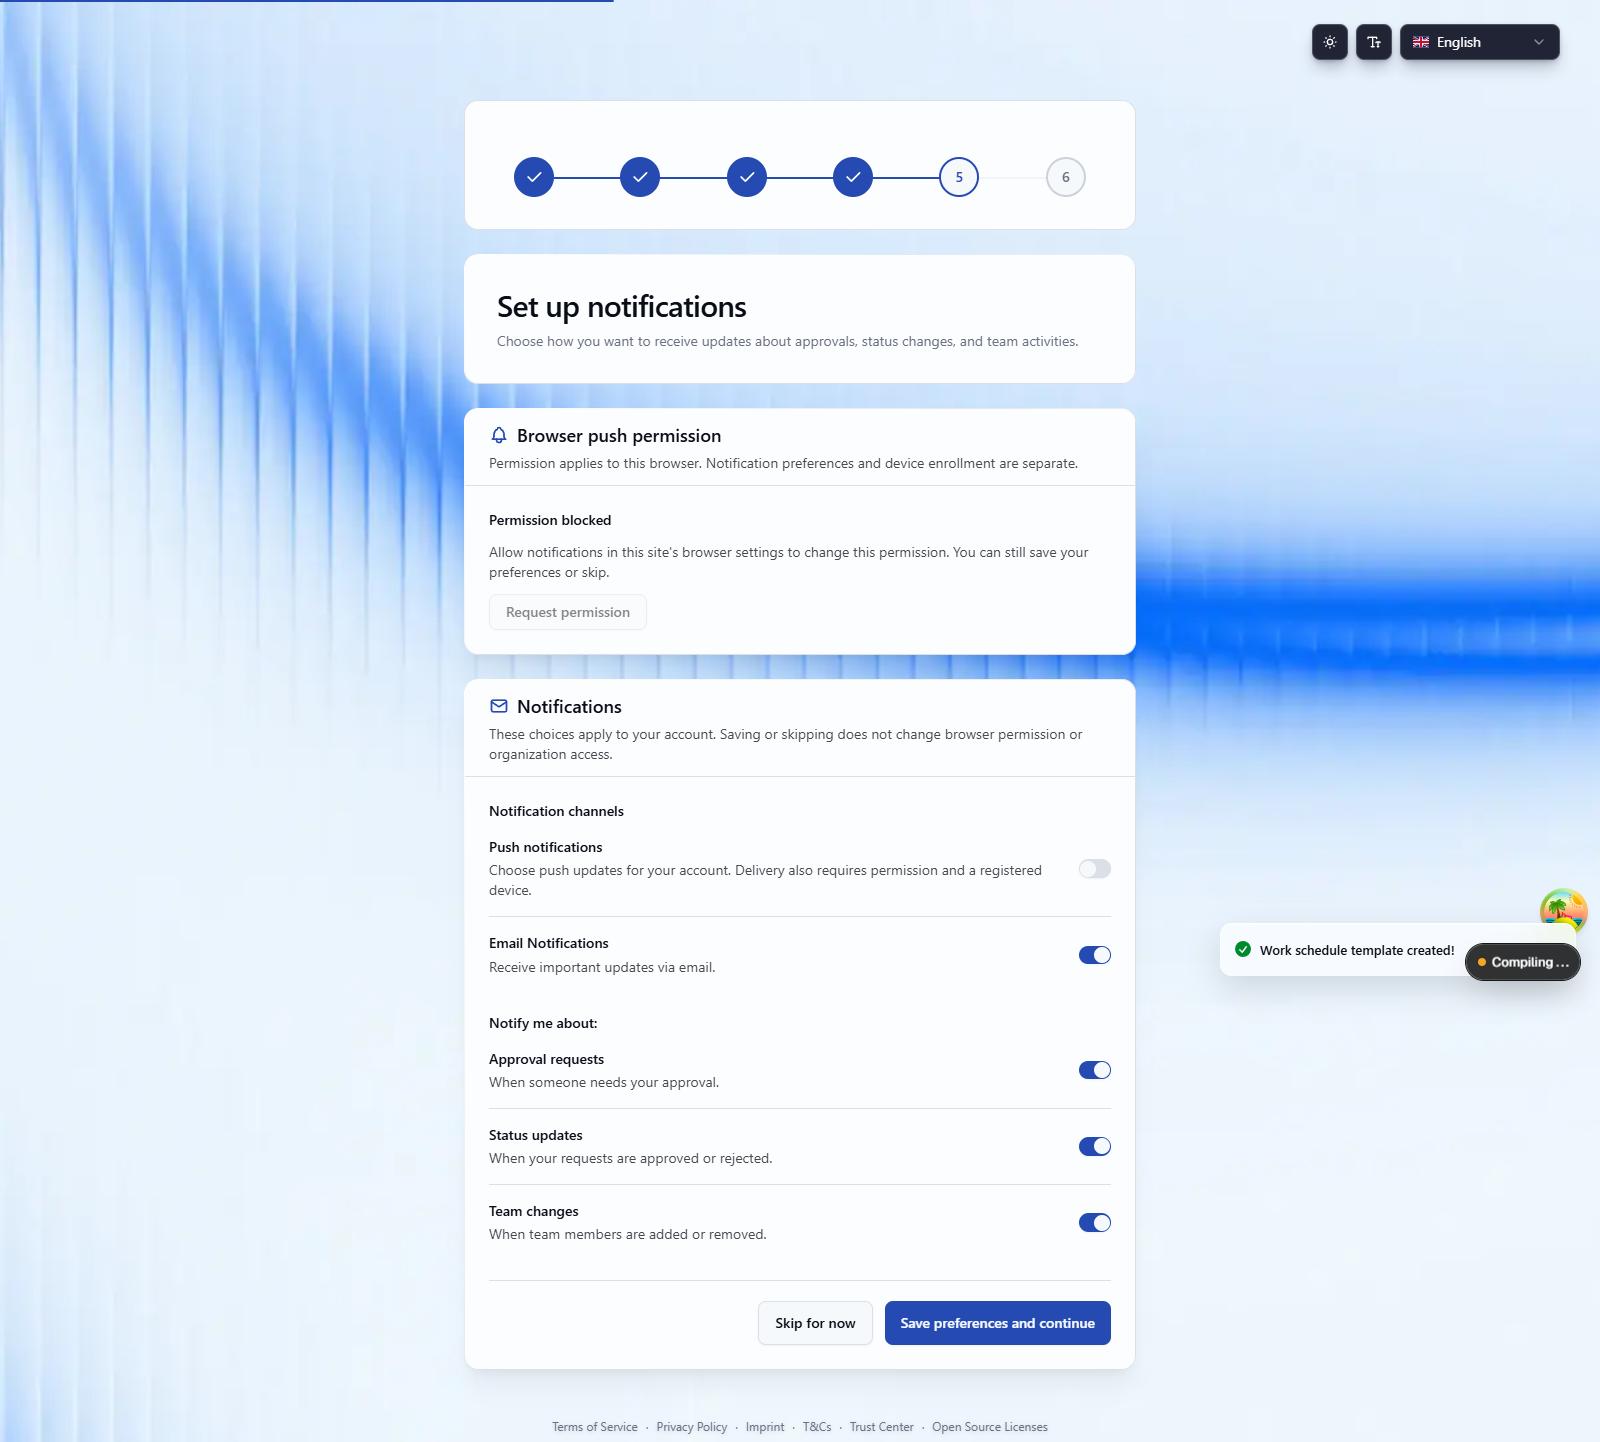 English
5
6
Set up notifications
Choose how you want to receive updates about approvals, status changes, and team activities.
Browser push permission
Permission applies to this browser. Notification preferences and device enrollment are separate.
Permission blocked
Allow notifications in this site's browser settings to change this permission. You can still save your
preferences or skip.
Request permission
Notifications
These choices apply to your account. Saving or skipping does not change browser permission or
organization access.
Notification channels
Push notifications
Choose push updates for your account. Delivery also requires permission and a registered
device.
Email Notifications
Receive important updates via email.
Work schedule template created!
Compiling ...
Notify me about:
Approval requests
When someone needs your approval.
Status updates
When your requests are approved or rejected.
Team changes
When team members are added or removed.
Skip for now
Save preferences and continue
Terms of Service · Privacy Policy · Imprint · T&Cs · Trust Center · Open Source Licenses